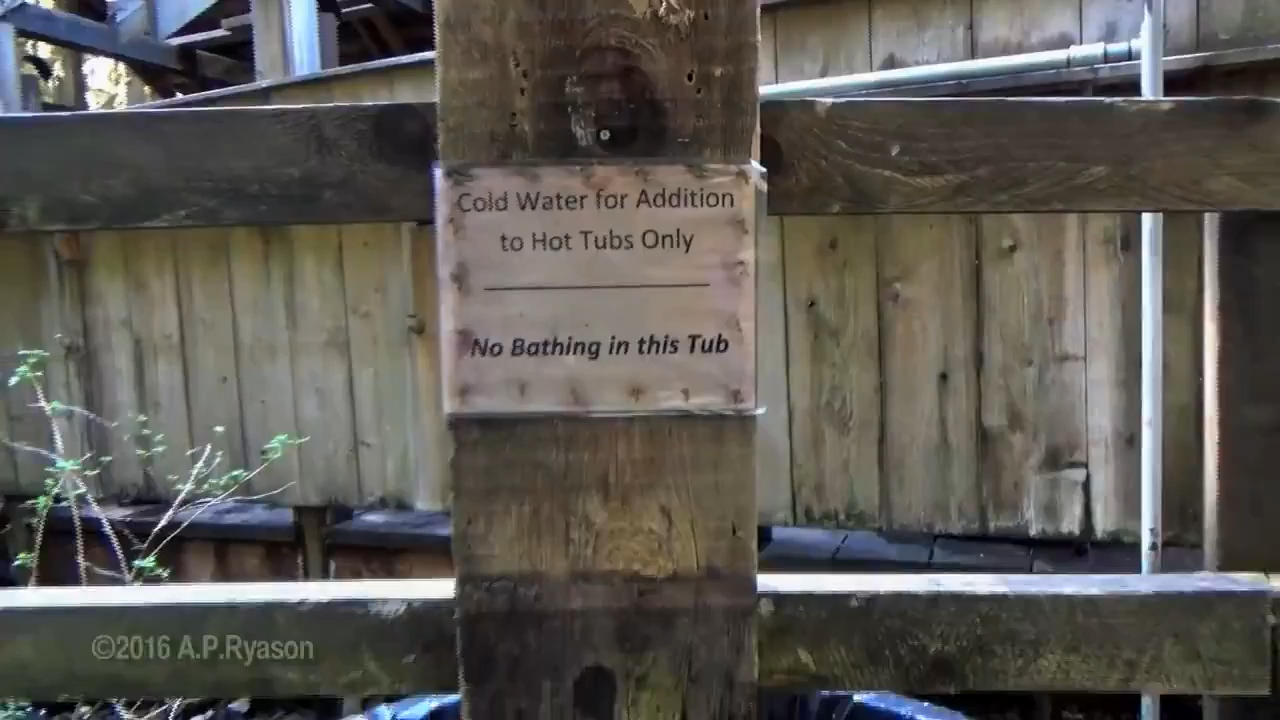 Cold Water for Addition
to Hot Tubs Only
No Bathing in this Tub
©2016 A.P.Ryason